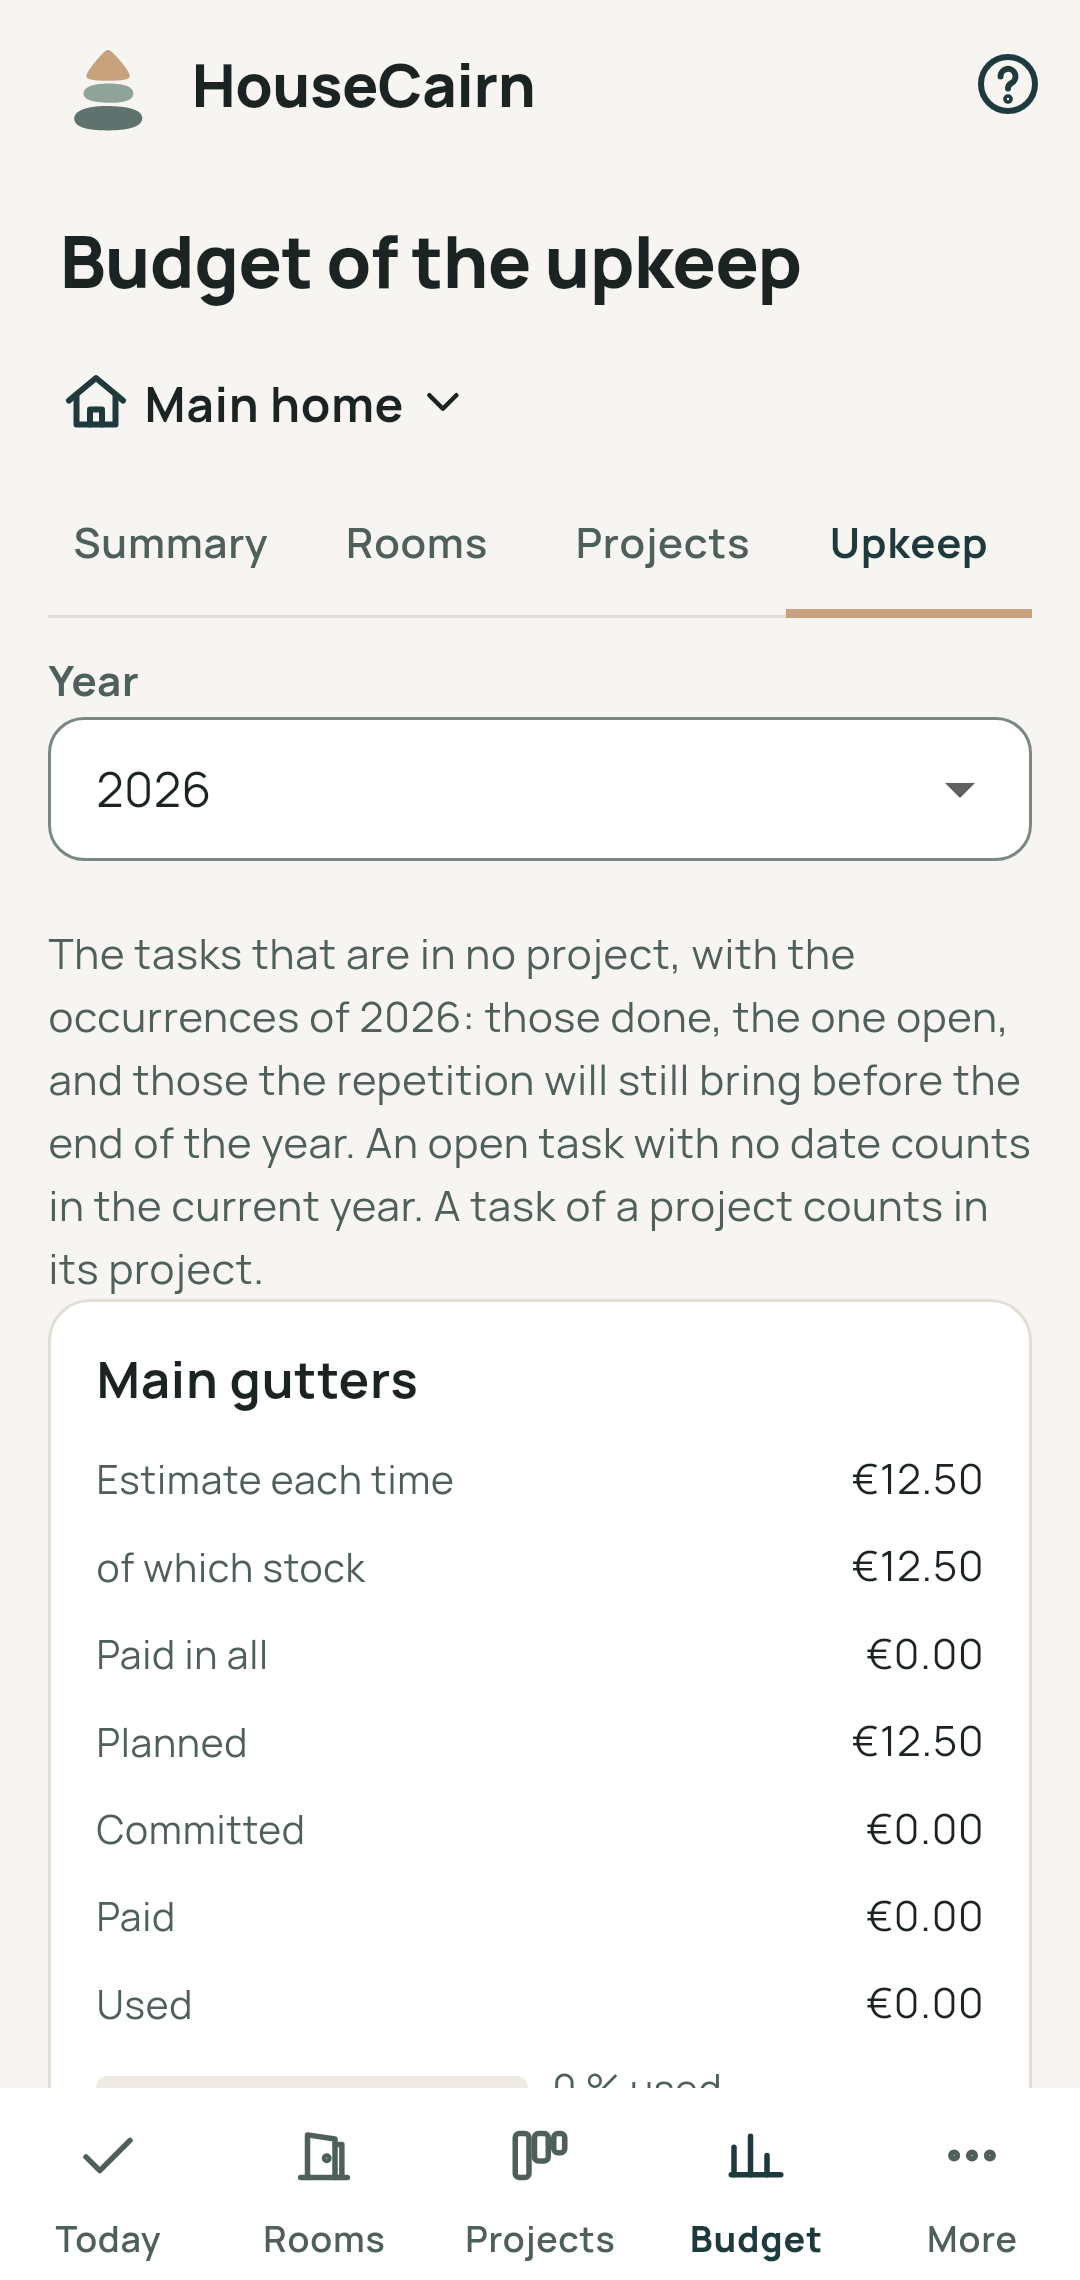 HouseCairn
Budget of the upkeep
Main home
Summary Rooms Projects Upkeep
Year
2026
The tasks that are in no project, with the
occurrences of 2026: those done, the one open,
and those the repetition will still bring before the
end of the year. An open task with no date counts
in the current year. A task of a project counts in
its project.
Main gutters
Estimate each time €12.50
of which stock €12.50
Paid in all €0.00
Planned €12.50
Committed €0.00
Paid €0.00
Used €0.00
0 % used
Today Rooms Projects Budget More